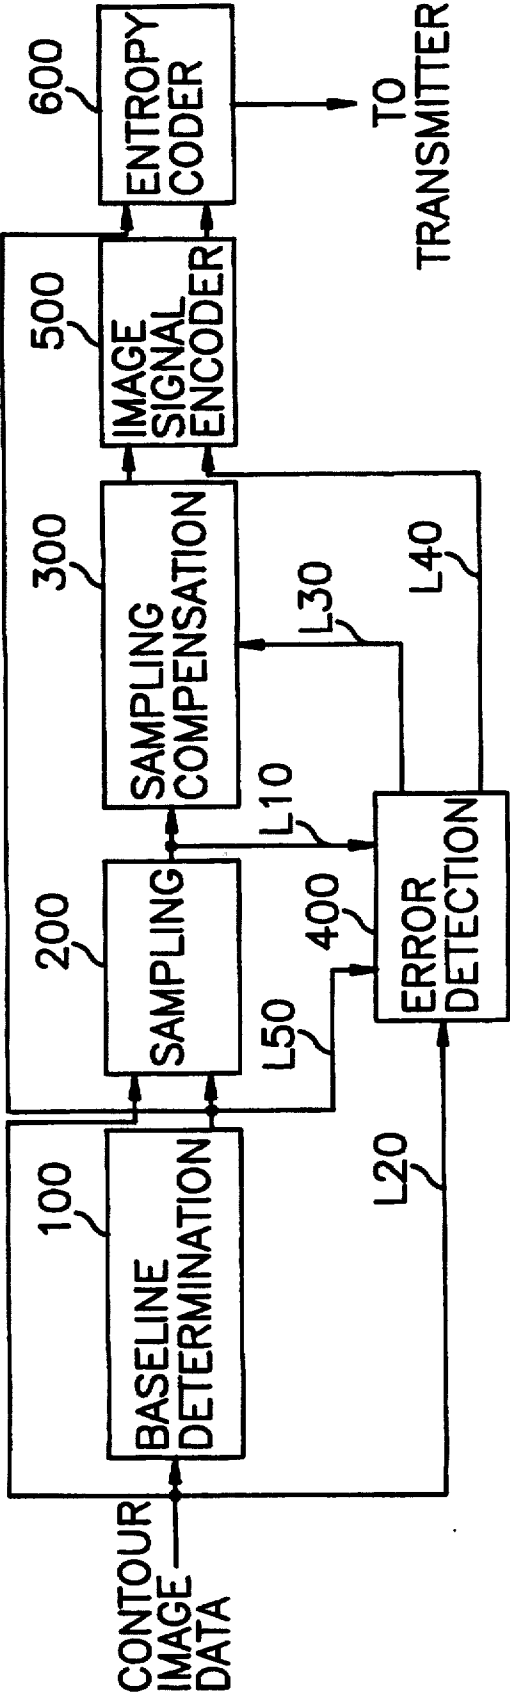 CONTOUR
IMAGE
DATA
100
BASELINE
DETERMINATION
200
SAMPLING
300
SAMPLING
COMPENSATION
500
IMAGE
SIGNAL
ENCODER
600
ENTROPY
CODER
TO
TRANSMITTER
L10
L30
L40
L50
L20
400
ERROR
DETECTION